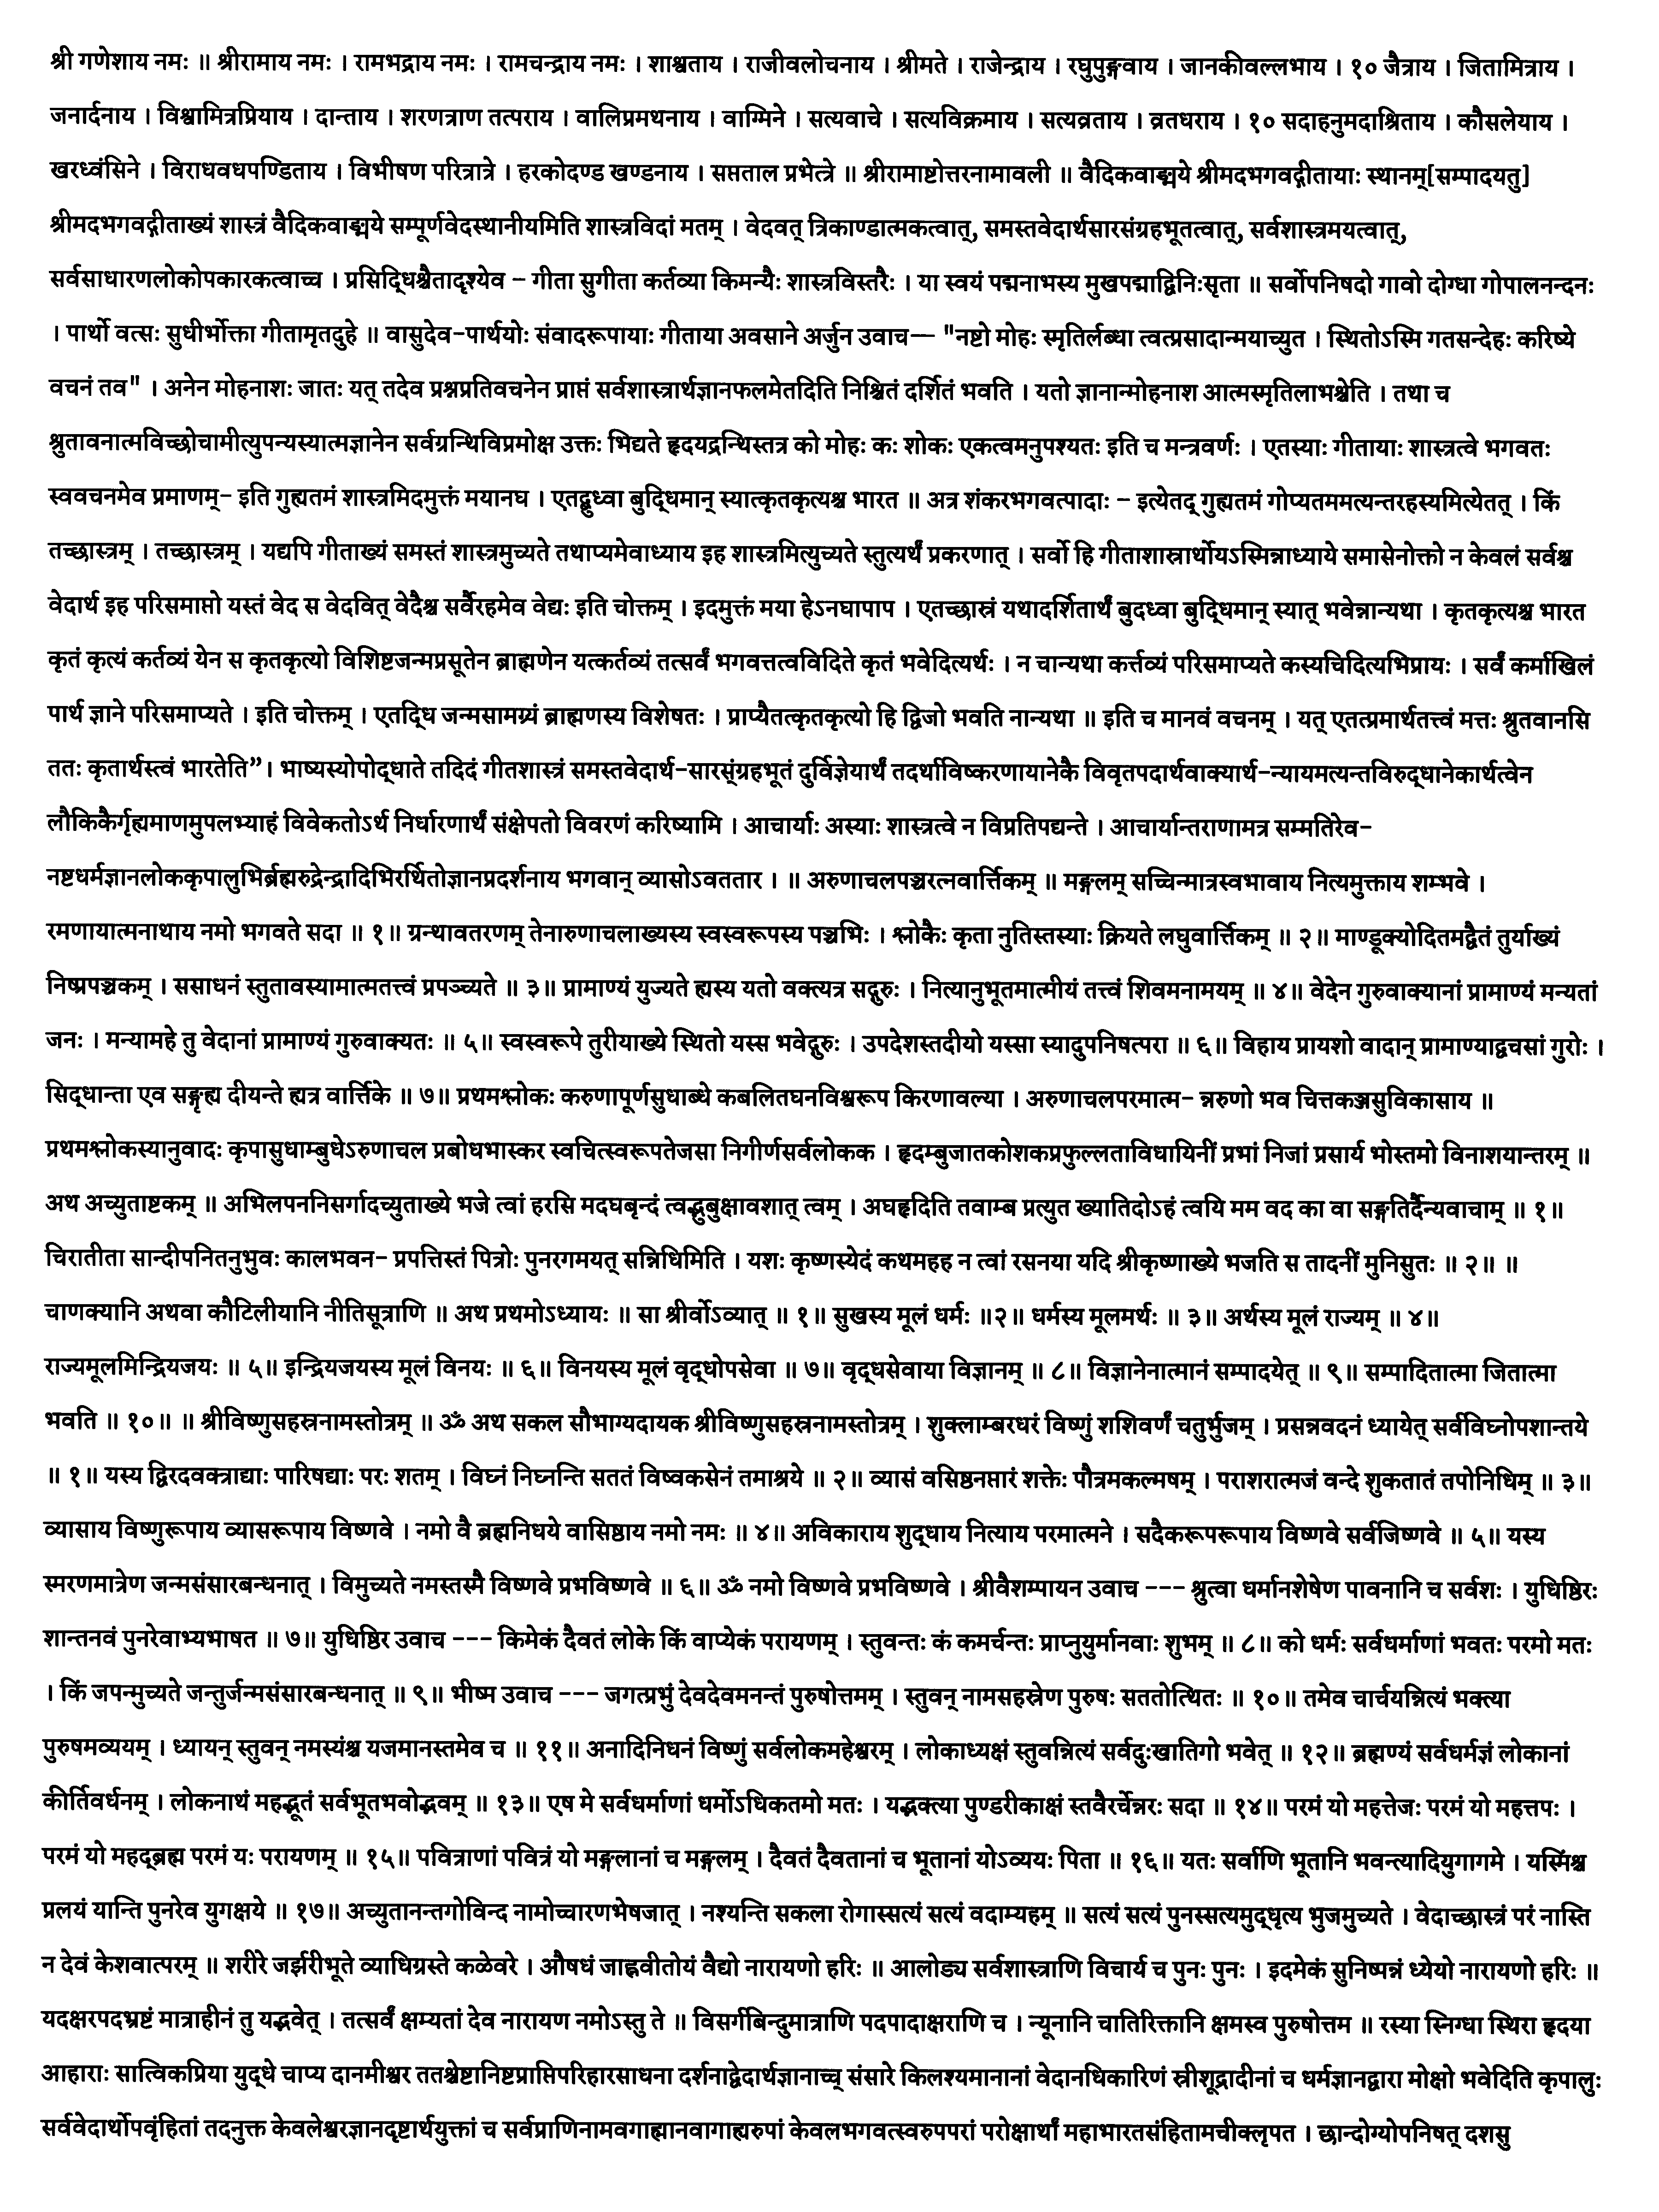 श्री गणेशाय नमः ॥ श्रीरामाय नमः । रामभद्राय नमः । रामचन्द्राय नमः । शाश्वताय । राजीवलोचनाय । श्रीमते । राजेन्द्राय । रघुपुङ्गवाय । जानकीवल्लभाय । १० जैत्राय । जितामित्राय ।
जनार्दनाय । विश्वामित्रप्रियाय । दान्ताय । शरणत्राण तत्पराय । वालिप्रमथनाय । वाग्मिने । सत्यवाचे । सत्यविक्रमाय । सत्यव्रताय । व्रतधराय । १० सदाहनुमदाश्रिताय । कौसलेयाय ।
खरध्वंसिने । विराधवधपण्डिताय । विभीषण परित्रात्रे । हरकोदण्ड खण्डनाय । सप्तताल प्रभेत्त्रे ॥ श्रीरामाष्टोत्तरनामावली ॥ वैदिकवाङ्मये श्रीमदभगवद्गीतायाः स्थानम्[सम्पादयतु]
श्रीमदभगवद्गीताख्यं शास्त्रं वैदिकवाङ्मये सम्पूर्णवेदस्थानीयमिति शास्त्रविदां मतम् । वेदवत् त्रिकाण्डात्मकत्वात्, समस्तवेदार्थसारसंग्रहभूतत्वात्, सर्वशास्त्रमयत्वात्,
सर्वसाधारणलोकोपकारकत्वाच्च । प्रसिद्धिश्चैतादृश्येव – गीता सुगीता कर्तव्या किमन्यैः शास्त्रविस्तरैः । या स्वयं पद्मनाभस्य मुखपद्माद्विनिःसृता ॥ सर्वोपनिषदो गावो दोग्धा गोपालनन्दनः
। पार्थो वत्सः सुधीर्भोक्ता गीतामृतदुहे ॥ वासुदेव-पार्थयोः संवादरूपायाः गीताया अवसाने अर्जुन उवाच— "नष्टो मोहः स्मृतिर्लब्धा त्वत्प्रसादान्मयाच्युत । स्थितोऽस्मि गतसन्देहः करिष्ये
वचनं तव" । अनेन मोहनाशः जातः यत् तदेव प्रश्नप्रतिवचनेन प्राप्तं सर्वशास्त्रार्थज्ञानफलमेतदिति निश्चितं दर्शितं भवति । यतो ज्ञानान्मोहनाश आत्मस्मृतिलाभश्चेति । तथा च
श्रुतावनात्मविच्छोचामीत्युपन्यस्यात्मज्ञानेन सर्वग्रन्थिविप्रमोक्ष उक्तः भिद्यते हृदयद्रन्थिस्तत्र को मोहः कः शोकः एकत्वमनुपश्यतः इति च मन्त्रवर्णः । एतस्याः गीतायाः शास्त्रत्वे भगवतः
स्ववचनमेव प्रमाणम्- इति गुह्यतमं शास्त्रमिदमुक्तं मयानघ । एतद्बुध्वा बुद्धिमान् स्यात्कृतकृत्यश्च भारत ॥ अत्र शंकरभगवत्पादाः – इत्येतद् गुह्यतमं गोप्यतममत्यन्तरहस्यमित्येतत् । किं
तच्छास्त्रम् । तच्छास्त्रम् । यद्यपि गीताख्यं समस्तं शास्त्रमुच्यते तथाप्यमेवाध्याय इह शास्त्रमित्युच्यते स्तुत्यर्थं प्रकरणात् । सर्वो हि गीताशास्रार्थोयऽस्मिन्नाध्याये समासेनोक्तो न केवलं सर्वश्च
वेदार्थ इह परिसमाप्तो यस्तं वेद स वेदवित् वेदैश्च सर्वैरहमेव वेद्यः इति चोक्तम् । इदमुक्तं मया हेऽनघापाप । एतच्छास्रं यथादर्शितार्थं बुदध्वा बुद्धिमान् स्यात् भवेन्नान्यथा । कृतकृत्यश्च भारत
कृतं कृत्यं कर्तव्यं येन स कृतकृत्यो विशिष्टजन्मप्रसूतेन ब्राह्मणेन यत्कर्तव्यं तत्सर्वं भगवत्तत्वविदिते कृतं भवेदित्यर्थः । न चान्यथा कर्त्तव्यं परिसमाप्यते कस्यचिदित्यभिप्रायः । सर्वं कर्माखिलं
पार्थ ज्ञाने परिसमाप्यते । इति चोक्तम् । एतद्धि जन्मसामग्र्यं ब्राह्मणस्य विशेषतः । प्राप्यैतत्कृतकृत्यो हि द्विजो भवति नान्यथा ॥ इति च मानवं वचनम् । यत् एतत्प्रमार्थतत्त्वं मत्तः श्रुतवानसि
ततः कृतार्थस्त्वं भारतेति”। भाष्यस्योपोद्धाते तदिदं गीतशास्त्रं समस्तवेदार्थ-सारस्ंग्रहभूतं दुर्विज्ञेयार्थं तदर्थाविष्करणायानेकै विवृतपदार्थवाक्यार्थ-न्यायमत्यन्तविरुद्धानेकार्थत्वेन
लौकिकैर्गृह्यमाणमुपलभ्याहं विवेकतोऽर्थ निर्धारणार्थं संक्षेपतो विवरणं करिष्यामि । आचार्याः अस्याः शास्त्रत्वे न विप्रतिपद्यन्ते । आचार्यान्तराणामत्र सम्मतिरेव-
नष्टधर्मज्ञानलोककृपालुभिर्ब्रह्मरुद्रेन्द्रादिभिरर्थितोज्ञानप्रदर्शनाय भगवान् व्यासोऽवततार । ॥ अरुणाचलपञ्चरत्नवार्त्तिकम् ॥ मङ्गलम् सच्चिन्मात्रस्वभावाय नित्यमुक्ताय शम्भवे ।
रमणायात्मनाथाय नमो भगवते सदा ॥ १॥ ग्रन्थावतरणम् तेनारुणाचलाख्यस्य स्वस्वरूपस्य पञ्चभिः । श्लोकैः कृता नुतिस्तस्याः क्रियते लघुवार्त्तिकम् ॥ २॥ माण्डूक्योदितमद्वैतं तुर्याख्यं
निष्प्रपञ्चकम् । ससाधनं स्तुतावस्यामात्मतत्त्वं प्रपञ्च्यते ॥ ३॥ प्रामाण्यं युज्यते ह्यस्य यतो वक्त्यत्र सद्गुरुः । नित्यानुभूतमात्मीयं तत्त्वं शिवमनामयम् ॥ ४॥ वेदेन गुरुवाक्यानां प्रामाण्यं मन्यतां
जनः । मन्यामहे तु वेदानां प्रामाण्यं गुरुवाक्यतः ॥ ५॥ स्वस्वरूपे तुरीयाख्ये स्थितो यस्स भवेद्गुरुः । उपदेशस्तदीयो यस्सा स्यादुपनिषत्परा ॥ ६॥ विहाय प्रायशो वादान् प्रामाण्याद्वचसां गुरोः ।
सिद्धान्ता एव सङ्गृह्य दीयन्ते ह्यत्र वार्त्तिके ॥ ७॥ प्रथमश्लोकः करुणापूर्णसुधाब्धे कबलितघनविश्वरूप किरणावल्या । अरुणाचलपरमात्म- न्नरुणो भव चित्तकञ्जसुविकासाय ॥
प्रथमश्लोकस्यानुवादः कृपासुधाम्बुधेऽरुणाचल प्रबोधभास्कर स्वचित्स्वरूपतेजसा निगीर्णसर्वलोकक । हृदम्बुजातकोशकप्रफुल्लताविधायिनीं प्रभां निजां प्रसार्य भोस्तमो विनाशयान्तरम् ॥
अथ अच्युताष्टकम् ॥ अभिलपननिसर्गादच्युताख्ये भजे त्वां हरसि मदघबृन्दं त्वद्भुबुक्षावशात् त्वम् । अघहृदिति तवाम्ब प्रत्युत ख्यातिदोऽहं त्वयि मम वद का वा सङ्गतिर्दैन्यवाचाम् ॥ १॥
चिरातीता सान्दीपनितनुभुवः कालभवन- प्रपत्तिस्तं पित्रोः पुनरगमयत् सन्निधिमिति । यशः कृष्णस्येदं कथमहह न त्वां रसनया यदि श्रीकृष्णाख्ये भजति स तादनीं मुनिसुतः ॥ २॥ ॥
चाणक्यानि अथवा कौटिलीयानि नीतिसूत्राणि ॥ अथ प्रथमोऽध्यायः ॥ सा श्रीर्वोऽव्यात् ॥ १॥ सुखस्य मूलं धर्मः ॥२॥ धर्मस्य मूलमर्थः ॥ ३॥ अर्थस्य मूलं राज्यम् ॥ ४॥
राज्यमूलमिन्द्रियजयः ॥ ५॥ इन्द्रियजयस्य मूलं विनयः ॥ ६॥ विनयस्य मूलं वृद्धोपसेवा ॥ ७॥ वृद्धसेवाया विज्ञानम् ॥ ८॥ विज्ञानेनात्मानं सम्पादयेत् ॥ ९॥ सम्पादितात्मा जितात्मा
भवति ॥ १०॥ ॥ श्रीविष्णुसहस्रनामस्तोत्रम् ॥ ॐ अथ सकल सौभाग्यदायक श्रीविष्णुसहस्रनामस्तोत्रम् । शुक्लाम्बरधरं विष्णुं शशिवर्णं चतुर्भुजम् । प्रसन्नवदनं ध्यायेत् सर्वविघ्नोपशान्तये
॥ १॥ यस्य द्विरदवक्त्राद्याः पारिषद्याः परः शतम् । विघ्नं निघ्नन्ति सततं विष्वकसेनं तमाश्रये ॥ २॥ व्यासं वसिष्ठनप्तारं शक्तेः पौत्रमकल्मषम् । पराशरात्मजं वन्दे शुकतातं तपोनिधिम् ॥ ३॥
व्यासाय विष्णुरूपाय व्यासरूपाय विष्णवे । नमो वै ब्रह्मनिधये वासिष्ठाय नमो नमः ॥ ४॥ अविकाराय शुद्धाय नित्याय परमात्मने । सदैकरूपरूपाय विष्णवे सर्वजिष्णवे ॥ ५॥ यस्य
स्मरणमात्रेण जन्मसंसारबन्धनात् । विमुच्यते नमस्तस्मै विष्णवे प्रभविष्णवे ॥ ६॥ ॐ नमो विष्णवे प्रभविष्णवे । श्रीवैशम्पायन उवाच --- श्रुत्वा धर्मानशेषेण पावनानि च सर्वशः । युधिष्ठिरः
शान्तनवं पुनरेवाभ्यभाषत ॥ ७॥ युधिष्ठिर उवाच --- किमेकं दैवतं लोके किं वाप्येकं परायणम् । स्तुवन्तः कं कमर्चन्तः प्राप्नुयुर्मानवाः शुभम् ॥ ८॥ को धर्मः सर्वधर्माणां भवतः परमो मतः
। किं जपन्मुच्यते जन्तुर्जन्मसंसारबन्धनात् ॥ ९॥ भीष्म उवाच --- जगत्प्रभुं देवदेवमनन्तं पुरुषोत्तमम् । स्तुवन् नामसहस्रेण पुरुषः सततोत्थितः ॥ १०॥ तमेव चार्चयन्नित्यं भक्त्या
पुरुषमव्ययम् । ध्यायन् स्तुवन् नमस्यंश्च यजमानस्तमेव च ॥ ११॥ अनादिनिधनं विष्णुं सर्वलोकमहेश्वरम् । लोकाध्यक्षं स्तुवन्नित्यं सर्वदुःखातिगो भवेत् ॥ १२॥ ब्रह्मण्यं सर्वधर्मज्ञं लोकानां
कीर्तिवर्धनम् । लोकनाथं महद्भूतं सर्वभूतभवोद्भवम् ॥ १३॥ एष मे सर्वधर्माणां धर्मोऽधिकतमो मतः । यद्भक्त्या पुण्डरीकाक्षं स्तवैरर्चेन्नरः सदा ॥ १४॥ परमं यो महत्तेजः परमं यो महत्तपः ।
परमं यो महद्ब्रह्म परमं यः परायणम् ॥ १५॥ पवित्राणां पवित्रं यो मङ्गलानां च मङ्गलम् । दैवतं दैवतानां च भूतानां योऽव्ययः पिता ॥ १६॥ यतः सर्वाणि भूतानि भवन्त्यादियुगागमे । यस्मिंश्च
प्रलयं यान्ति पुनरेव युगक्षये ॥ १७॥ अच्युतानन्तगोविन्द नामोच्चारणभेषजात् । नश्यन्ति सकला रोगास्सत्यं सत्यं वदाम्यहम् ॥ सत्यं सत्यं पुनस्सत्यमुद्धृत्य भुजमुच्यते । वेदाच्छास्त्रं परं नास्ति
न देवं केशवात्परम् ॥ शरीरे जर्झरीभूते व्याधिग्रस्ते कळेवरे । औषधं जाह्नवीतोयं वैद्यो नारायणो हरिः ॥ आलोड्य सर्वशास्त्राणि विचार्य च पुनः पुनः । इदमेकं सुनिष्पन्नं ध्येयो नारायणो हरिः ॥
यदक्षरपदभ्रष्टं मात्राहीनं तु यद्भवेत् । तत्सर्वं क्षम्यतां देव नारायण नमोऽस्तु ते ॥ विसर्गबिन्दुमात्राणि पदपादाक्षराणि च । न्यूनानि चातिरिक्तानि क्षमस्व पुरुषोत्तम ॥ रस्या स्निग्धा स्थिरा हृदया
आहाराः सात्विकप्रिया युद्धे चाप्य दानमीश्वर ततश्चेष्टानिष्टप्राप्तिपरिहारसाधना दर्शनाद्वेदार्थज्ञानाच्च् संसारे किलश्यमानानां वेदानधिकारिणं स्रीशूद्रादीनां च धर्मज्ञानद्वारा मोक्षो भवेदिति कृपालुः
सर्ववेदार्थोपवृंहितां तदनुक्त केवलेश्वरज्ञानदृष्टार्थयुक्तां च सर्वप्राणिनामवगाह्यानवागाह्यरुपां केवलभगवत्स्वरुपपरां परोक्षार्थां महाभारतसंहितामचीक्लृपत । छान्दोग्योपनिषत् दशसु